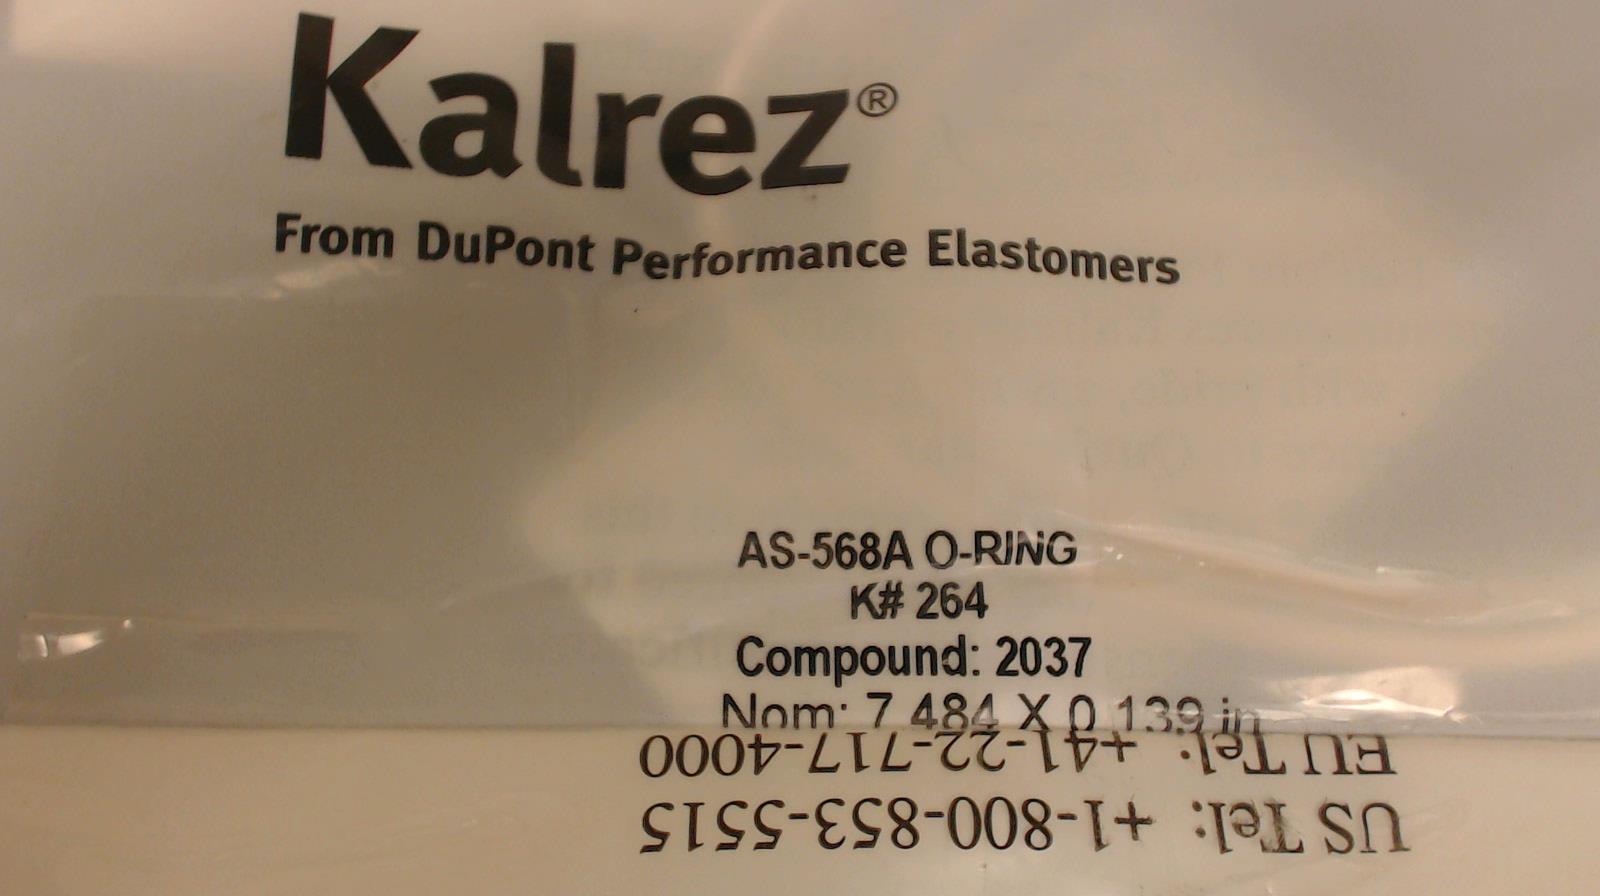 Kalrez®
From DuPont Performance Elastomers
AS-568A O-RING
K# 264
Compound: 2037
Nom: 7.484 X 0.139 in
EU Tel: +41-22-717-4000
US Tel: +1-800-853-5515